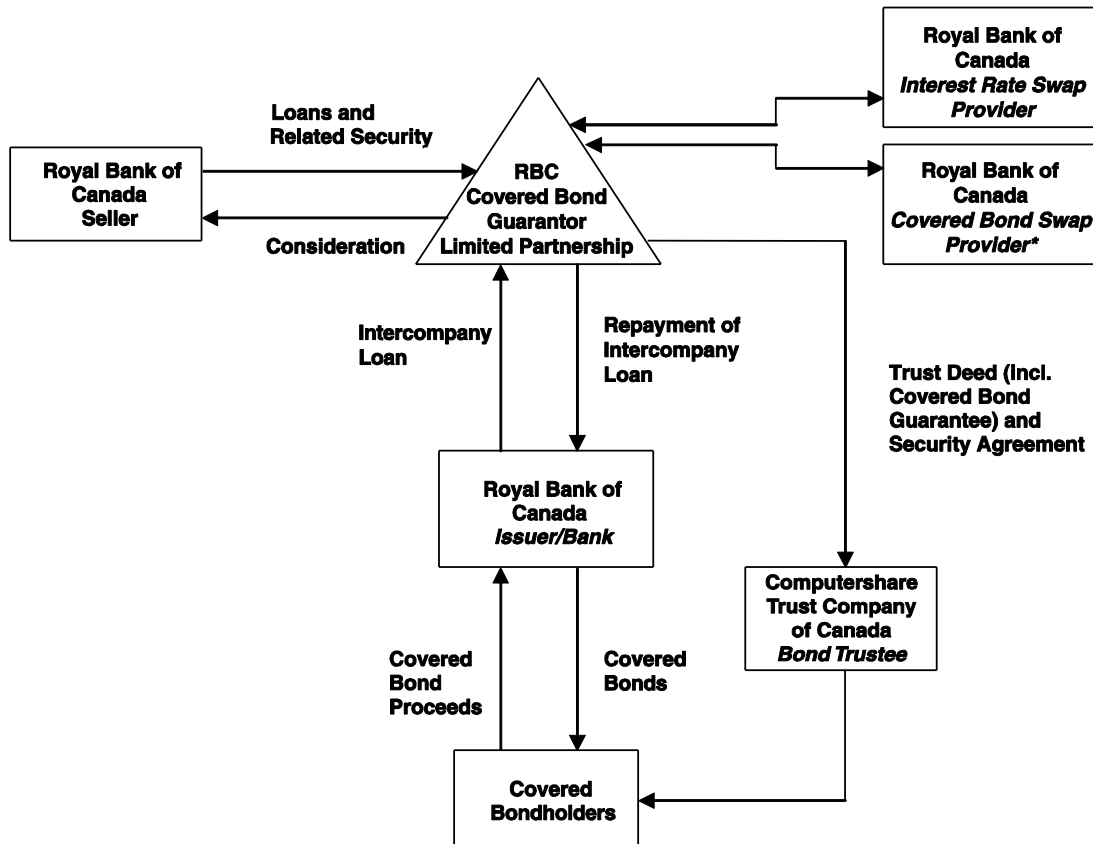 Royal Bank of
Canada
Interest Rate Swap
Provider
Loans and
Related Security
Royal Bank of
Canada
Seller
RBC
Covered Bond
Guarantor
Limited Partnership
Royal Bank of
Canada
Covered Bond Swap
Provider*
Consideration
Intercompany
Loan
Repayment of
Intercompany
Loan
Trust Deed (Incl.
Covered Bond
Guarantee) and
Security Agreement
Royal Bank of
Canada
Issuer/Bank
Computershare
Trust Company
of Canada
Bond Trustee
Covered
Bond
Proceeds
Covered
Bonds
Covered
Bondholders